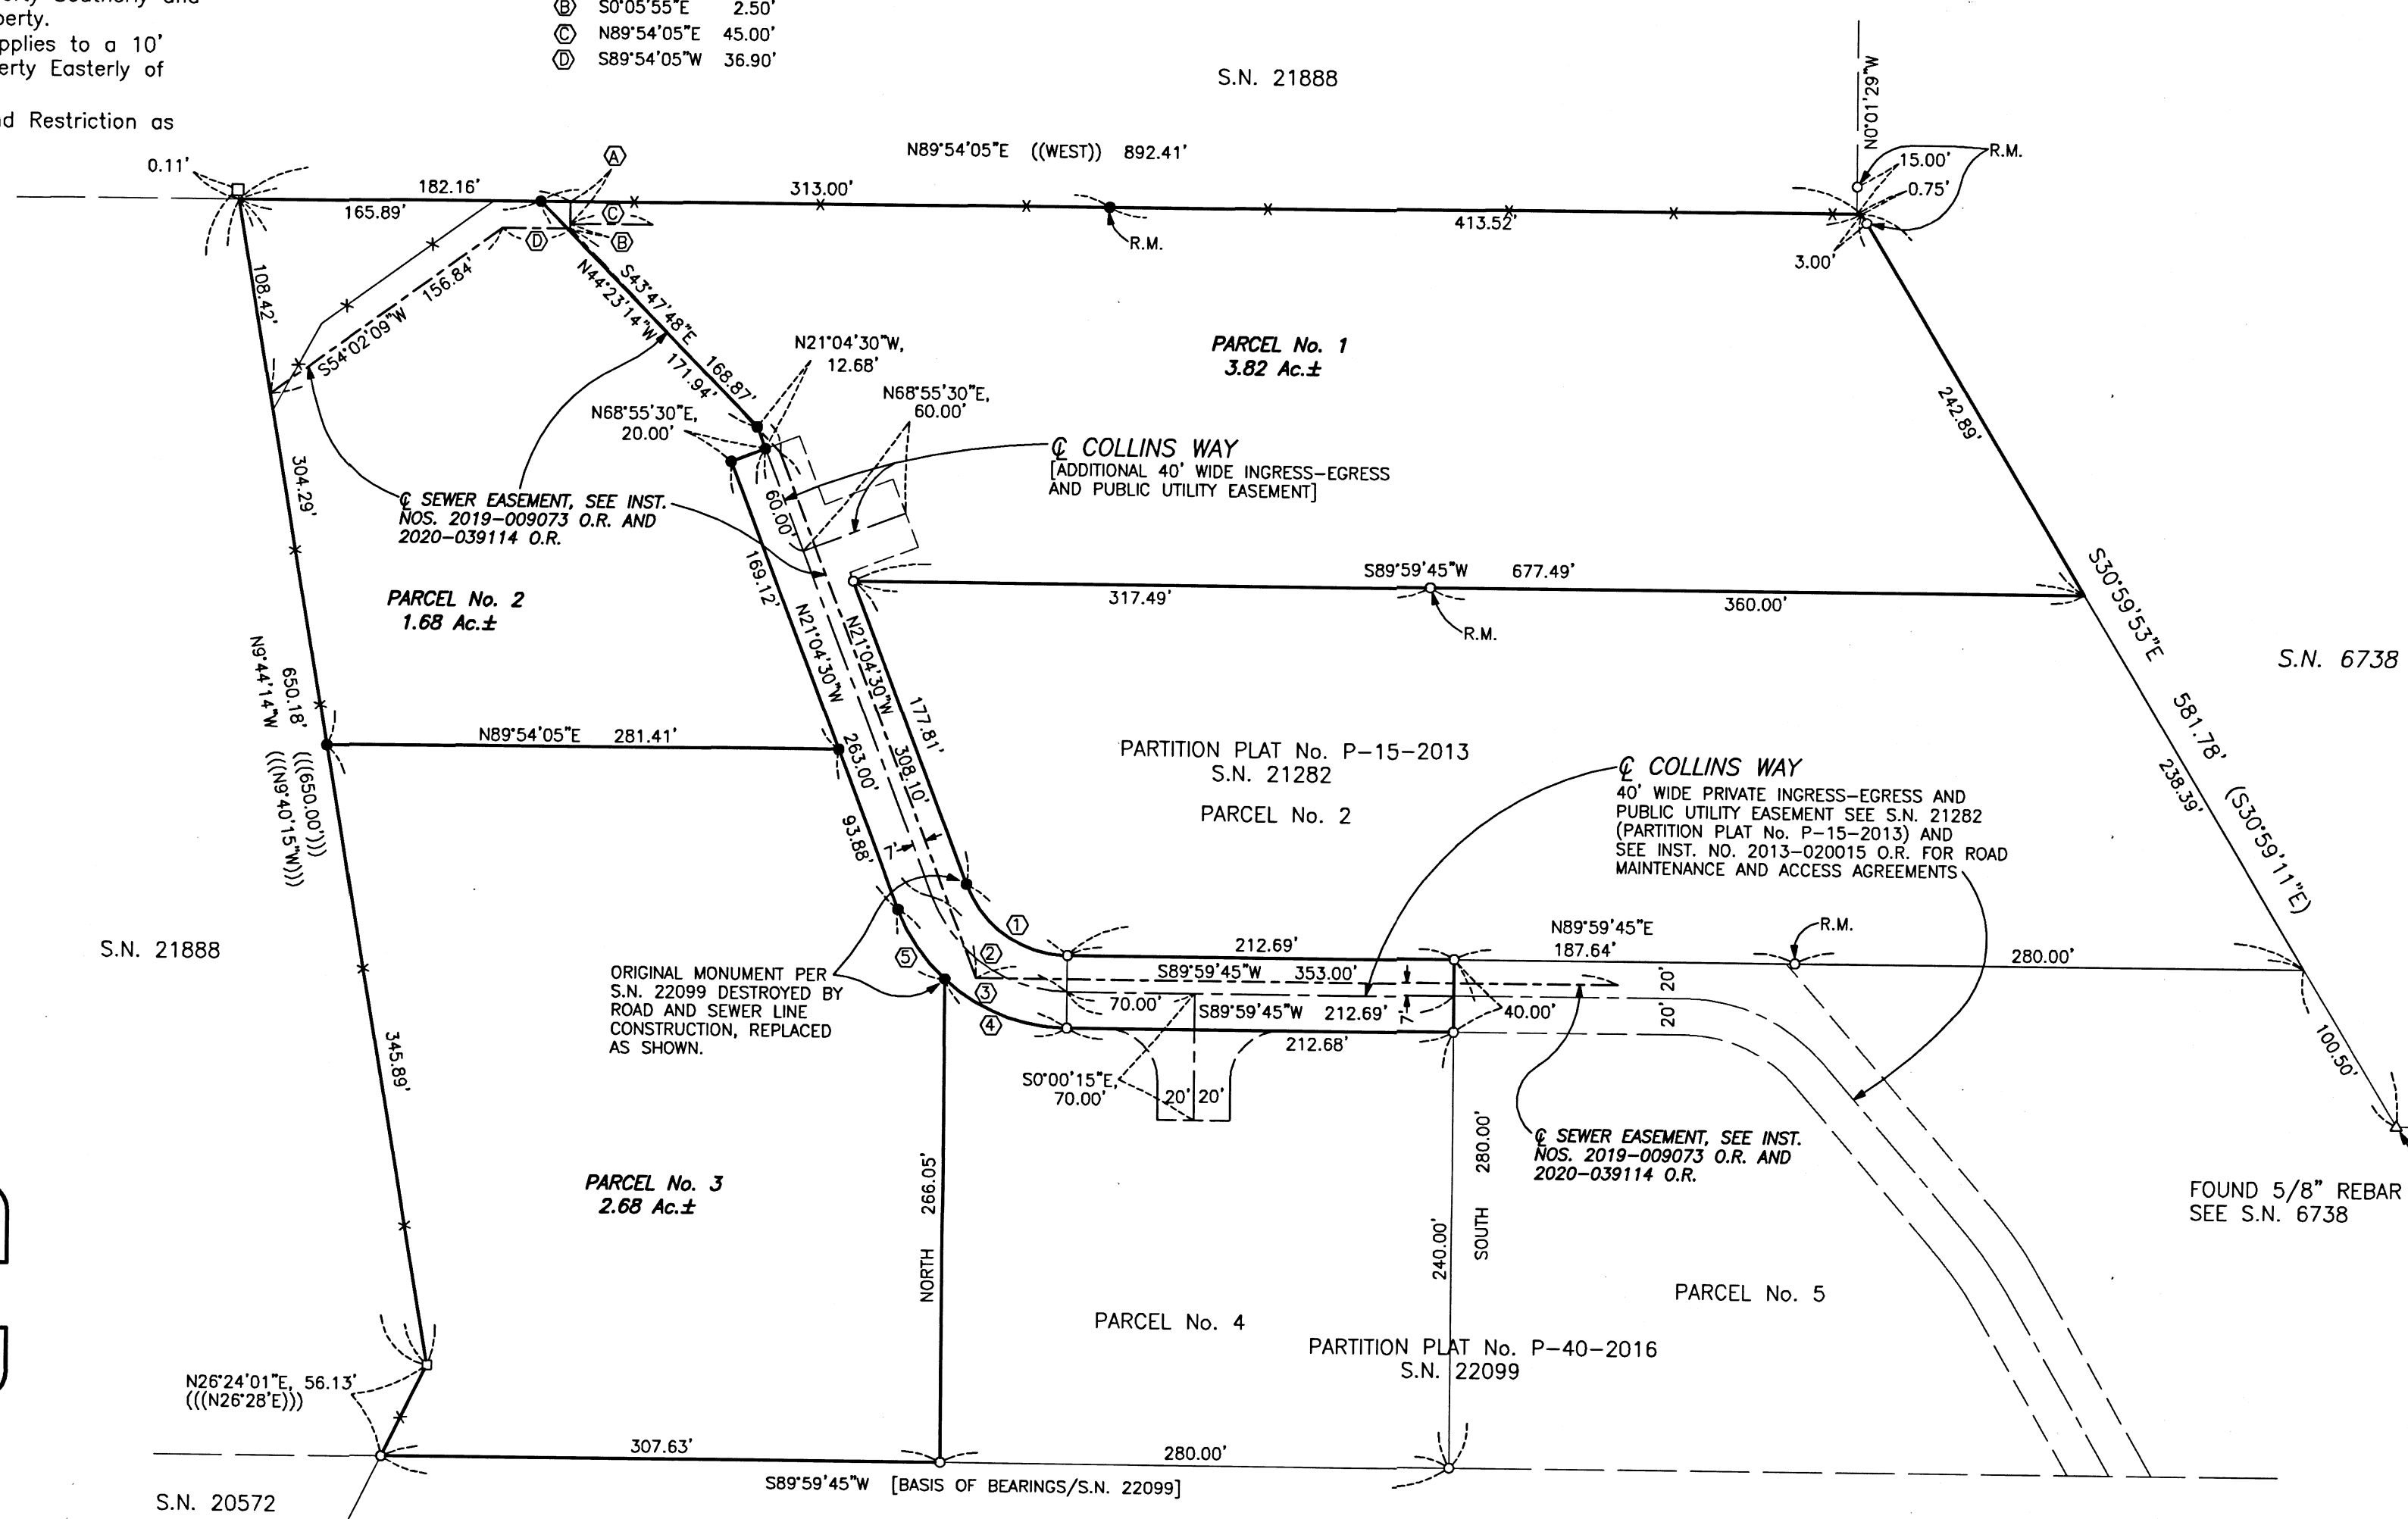 erty Southerly and
operty.
pplies to a 10'
erty Easterly of
nd Restriction as
Ⓑ S0°05'55"E 2.50'
Ⓒ N89°54'05"E 45.00'
Ⓓ S89°54'05"W 36.90'
S.N. 21888
N0°01'29"W
15.00'
R.M.
0.75'
3.00'
0.11'
N89°54'05"E ((WEST)) 892.41'
182.16'
A
313.00'
165.89'
C
413.52'
D
B
R.M.
108.42'
156.84'
S54°02'09"W
S43°47'48"E 168.87'
N44°23'14"W 171.94'
N21°04'30"W,
12.68'
N68°55'30"E,
60.00'
N68°55'30"E,
20.00'
PARCEL No. 1
3.82 Ac.±
242.89'
℄ COLLINS WAY
[ADDITIONAL 40' WIDE INGRESS-EGRESS
AND PUBLIC UTILITY EASEMENT]
304.29'
℄ SEWER EASEMENT, SEE INST.
NOS. 2019-009073 O.R. AND
2020-039114 O.R.
60.00'
169.12'
S89°59'45"W 677.49'
317.49'
360.00'
R.M.
PARCEL No. 2
1.68 Ac.±
N21°04'30"W 263.00'
N21°04'30"W 308.10'
177.81'
S30°59'53"E 581.78' (S30°59'11"E)
S.N. 6738
650.18' (((650.00')))
N9°44'14"W (((N9°40'15"W)))
N89°54'05"E 281.41'
PARTITION PLAT No. P-15-2013
S.N. 21282
PARCEL No. 2
℄ COLLINS WAY
40' WIDE PRIVATE INGRESS-EGRESS AND
PUBLIC UTILITY EASEMENT SEE S.N. 21282
(PARTITION PLAT No. P-15-2013) AND
SEE INST. NO. 2013-020015 O.R. FOR ROAD
MAINTENANCE AND ACCESS AGREEMENTS
238.39'
93.88'
7'
S.N. 21888
1
N89°59'45"E
187.64'
R.M.
212.69'
280.00'
5
2
S89°59'45"W 353.00'
ORIGINAL MONUMENT PER
S.N. 22099 DESTROYED BY
ROAD AND SEWER LINE
CONSTRUCTION, REPLACED
AS SHOWN.
3
70.00'
S89°59'45"W 212.69'
7'
40.00'
20'
20'
4
212.68'
345.89'
S0°00'15"E,
70.00'
20' 20'
100.50'
℄ SEWER EASEMENT, SEE INST.
NOS. 2019-009073 O.R. AND
2020-039114 O.R.
PARCEL No. 3
2.68 Ac.±
NORTH 266.05'
240.00'
SOUTH 280.00'
FOUND 5/8" REBAR
SEE S.N. 6738
PARCEL No. 5
PARCEL No. 4
PARTITION PLAT No. P-40-2016
S.N. 22099
N26°24'01"E, 56.13'
(((N26°28'E)))
307.63'
280.00'
S89°59'45"W [BASIS OF BEARINGS/S.N. 22099]
S.N. 20572